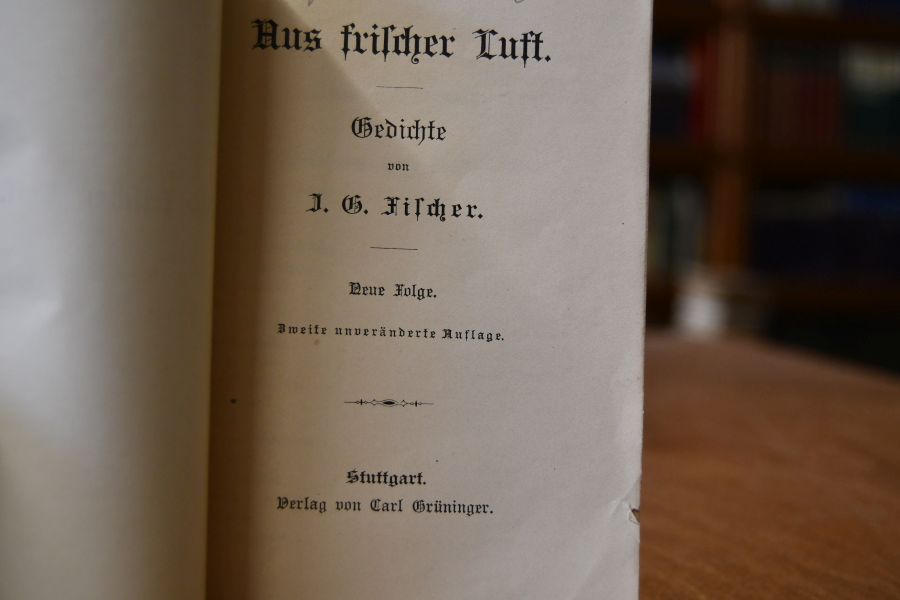 Aus frischer Luft.
Gedichte
von
J. G. Fischer.
Neue Folge.
Zweite unveränderte Auflage.
Stuttgart.
Verlag von Carl Grüninger.